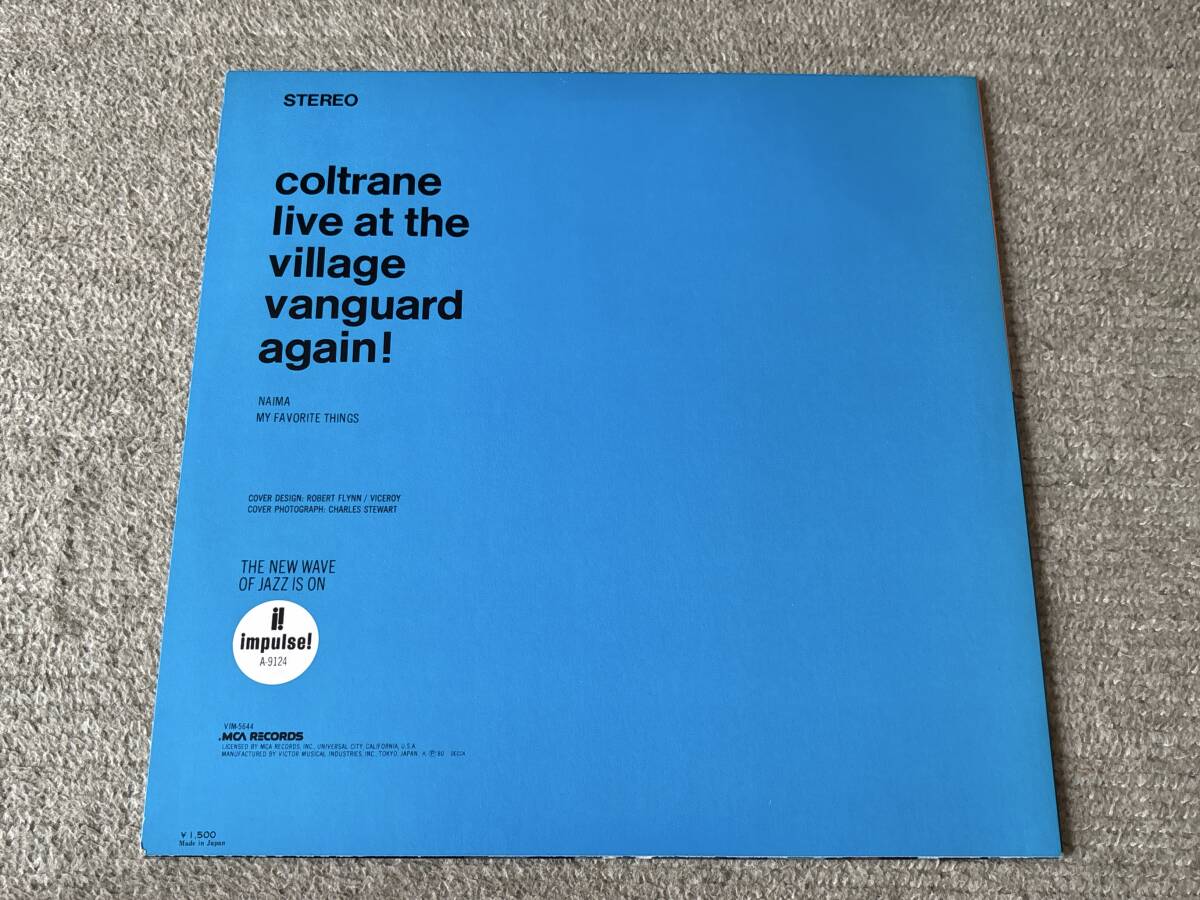 STEREO
coltrane
live at the
village
vanguard
again!
NAIMA
MY FAVORITE THINGS
COVER DESIGN: ROBERT FLYNN / VICEROY
COVER PHOTOGRAPH: CHARLES STEWART
THE NEW WAVE
OF JAZZ IS ON
i!
impulse!
A-9124
VIM-5644
.MCA RECORDS
LICENSED BY MCA RECORDS, INC., UNIVERSAL CITY, CALIFORNIA, U.S.A.
MANUFACTURED BY VICTOR MUSICAL INDUSTRIES, INC., TOKYO, JAPAN. K Ⓟ'80 DECCA
¥1,500
Made in Japan